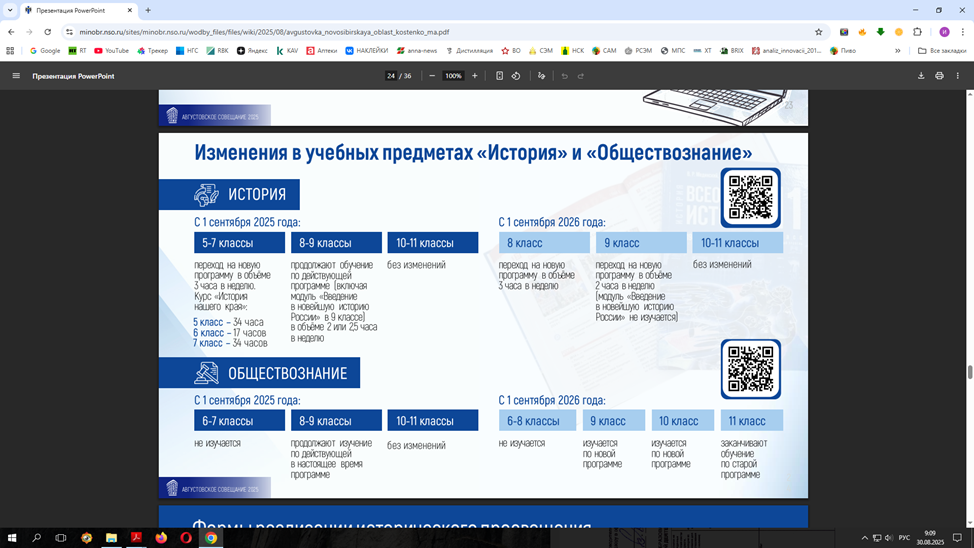 Презентация PowerPoint
minobr.nso.ru/sites/minobr.nso.ru/wodby_files/files/wiki/2025/08/avgustovka_novosibirskaya_oblast_kostenko_ma.pdf
Google RT YouTube Трекер НГС RBK Яндекс KAV Аптеки НАКЛЕЙКИ anna-news Дистилляция ВО СЭМ НСК САМ РСЭМ МПС ХТ BRIX analiz_innovacii_201... Пиво Все закладки
Презентация PowerPoint 24 / 36 100%
23
АВГУСТОВСКОЕ СОВЕЩАНИЕ 2025
Изменения в учебных предметах «История» и «Обществознание»
ИСТОРИЯ
С 1 сентября 2025 года:
5-7 классы
переход на новую
программу в объёме
3 часа в неделю.
Курс «История
нашего края»:
5 класс – 34 часа
6 класс – 17 часов
7 класс – 34 часов
8-9 классы
продолжают обучение
по действующей
программе (включая
модуль «Введение
в новейшую историю
России» в 9 классе)
в объёме 2 или 2,5 часа
в неделю
10-11 классы
без изменений
С 1 сентября 2026 года:
8 класс
переход на новую
программу в объёме
3 часа в неделю
9 класс
переход на новую
программу в объёме
2 часа в неделю
(модуль «Введение
в новейшую историю
России» не изучается)
10-11 классы
без изменений
ОБЩЕСТВОЗНАНИЕ
С 1 сентября 2025 года:
6-7 классы
не изучается
8-9 классы
продолжают изучение
по действующей
в настоящее время
программе
10-11 классы
без изменений
С 1 сентября 2026 года:
6-8 классы
не изучается
9 класс
изучается
по новой
программе
10 класс
изучается
по новой
программе
11 класс
заканчивают
обучение
по старой
программе
АВГУСТОВСКОЕ СОВЕЩАНИЕ 2025
РУС
9:09
30.08.2025